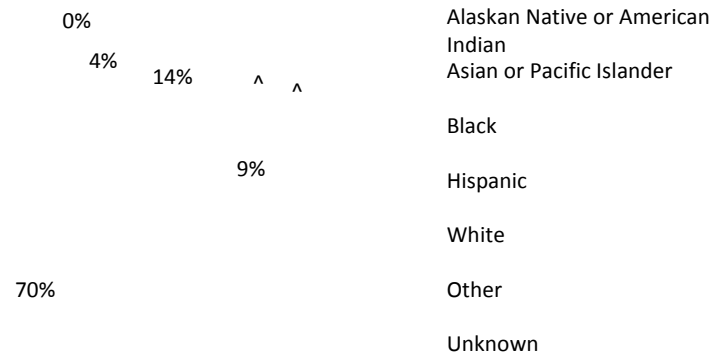 0%
4%
14%
^
^
9%
70%
Alaskan Native or American
Indian
Asian or Pacific Islander
Black
Hispanic
White
Other
Unknown